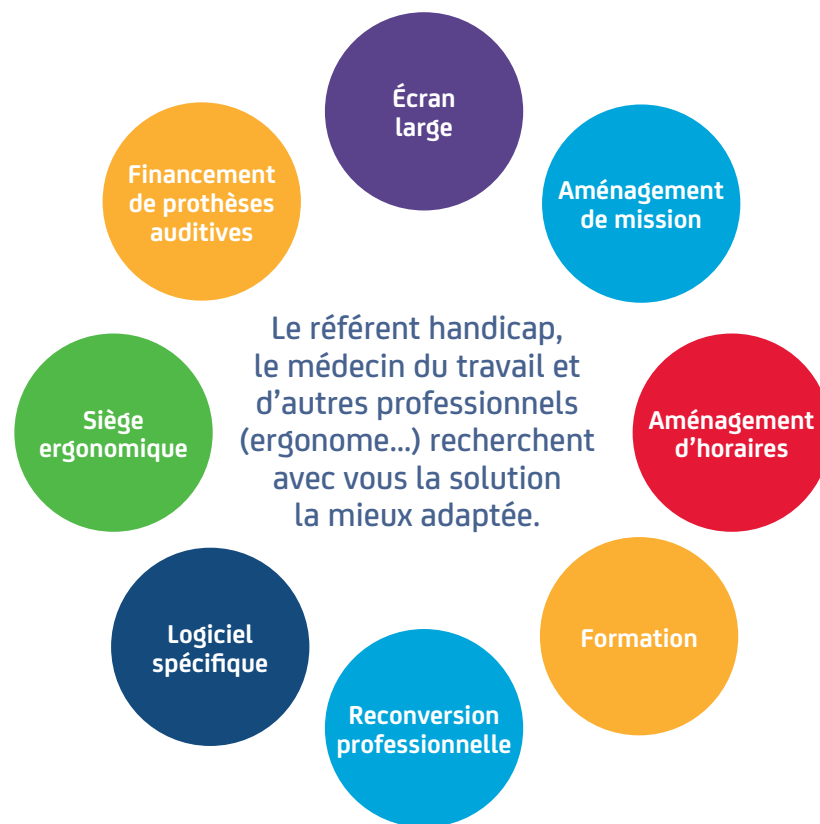 Écran
large
Aménagement
de mission
Aménagement
d'horaires
Formation
Reconversion
professionnelle
Logiciel
spécifique
Siège
ergonomique
Financement
de prothèses
auditives
Le référent handicap,
le médecin du travail et
d'autres professionnels
(ergonome...) recherchent
avec vous la solution
la mieux adaptée.